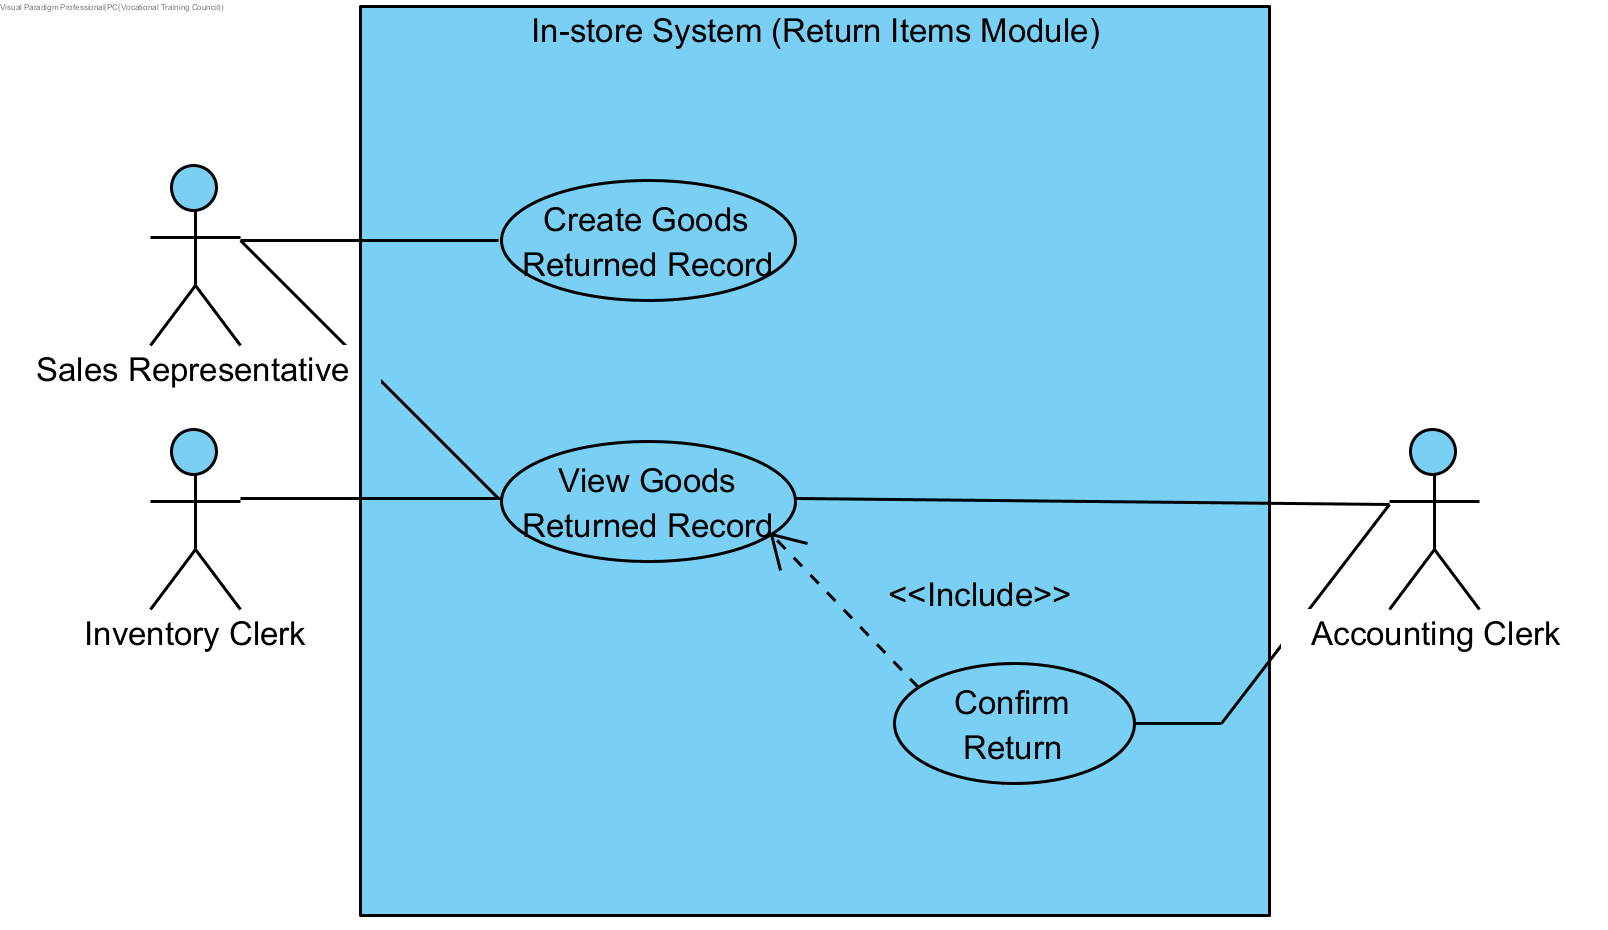 Visual Paradigm Professional(PC(Vocational Training Council))
In-store System (Return Items Module)
Create Goods
Returned Record
Sales Representative
View Goods
Returned Record
<<Include>>
Inventory Clerk
Accounting Clerk
Confirm
Return